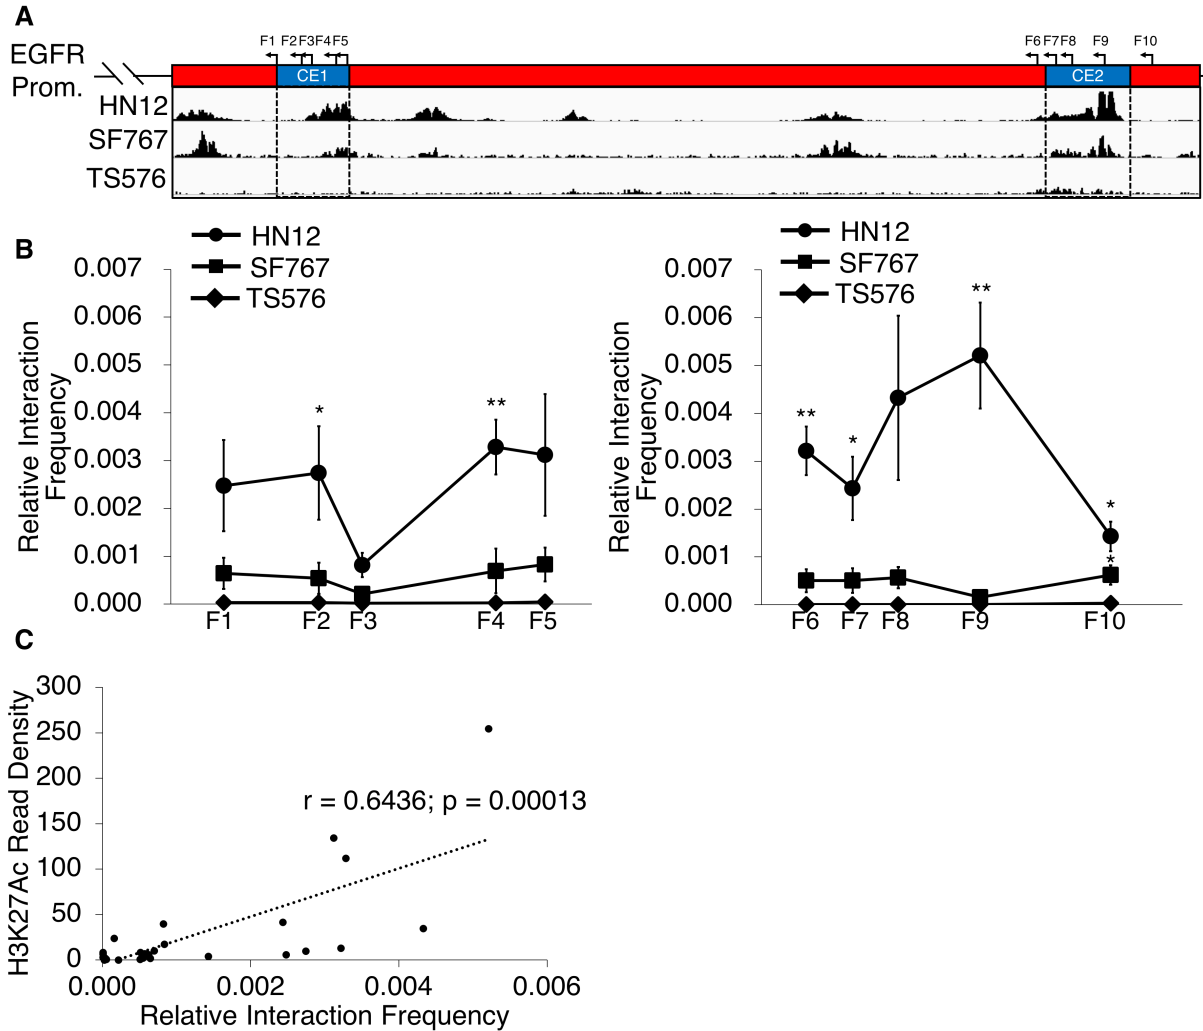 A
F1 F2 F3 F4 F5 F6 F7 F8 F9 F10
EGFR
Prom.
CE1 CE2
HN12
SF767
TS576
B
HN12
SF767
TS576
0.007
0.006
0.005
0.004
0.003
0.002
0.001
0.000
Relative Interaction
Frequency
* **
F1 F2 F3 F4 F5
HN12
SF767
TS576
0.007
0.006
0.005
0.004
0.003
0.002
0.001
0.000
Relative Interaction
Frequency
**
** *
*
*
F6 F7 F8 F9 F10
C
300
250
200
150
100
50
0
H3K27Ac Read Density
r = 0.6436; p = 0.00013
0.000 0.002 0.004 0.006
Relative Interaction Frequency